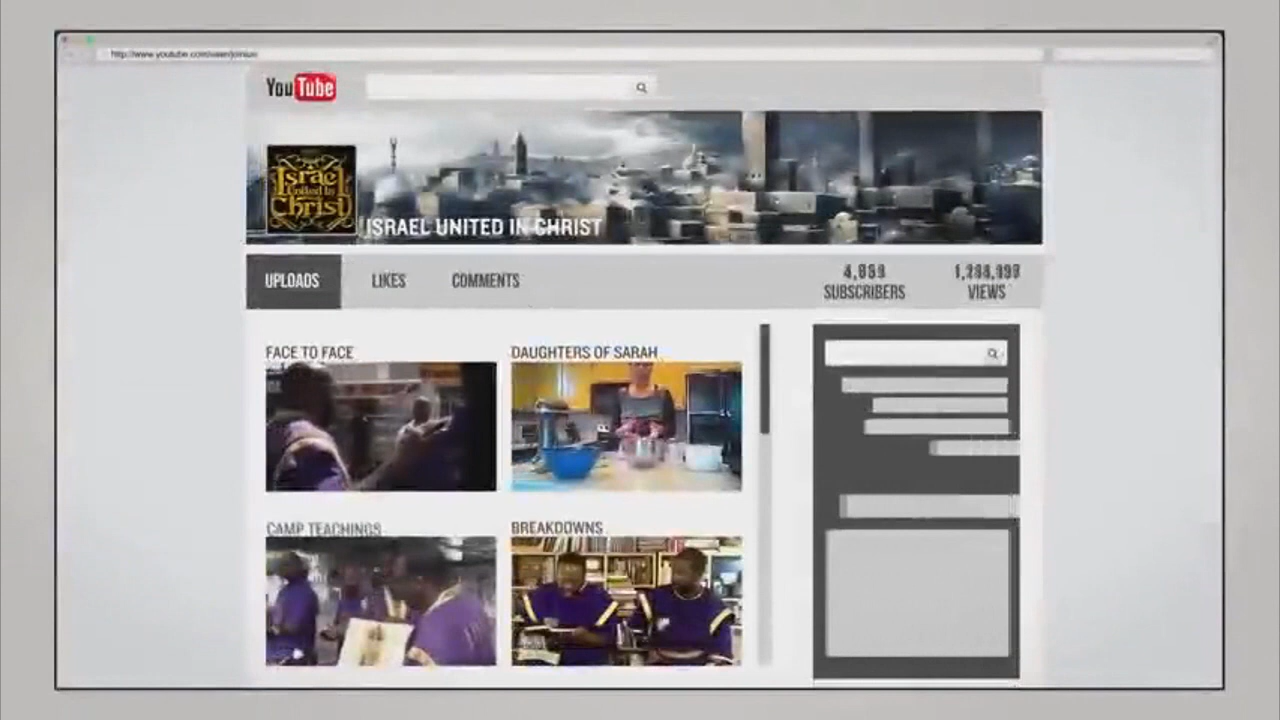 YouTube
Israel
United In
Christ
ISRAEL UNITED IN CHRIST
UPLOADS
LIKES
COMMENTS
SUBSCRIBERS
VIEWS
FACE TO FACE
DAUGHTERS OF SARAH
CAMP TEACHINGS
BREAKDOWNS